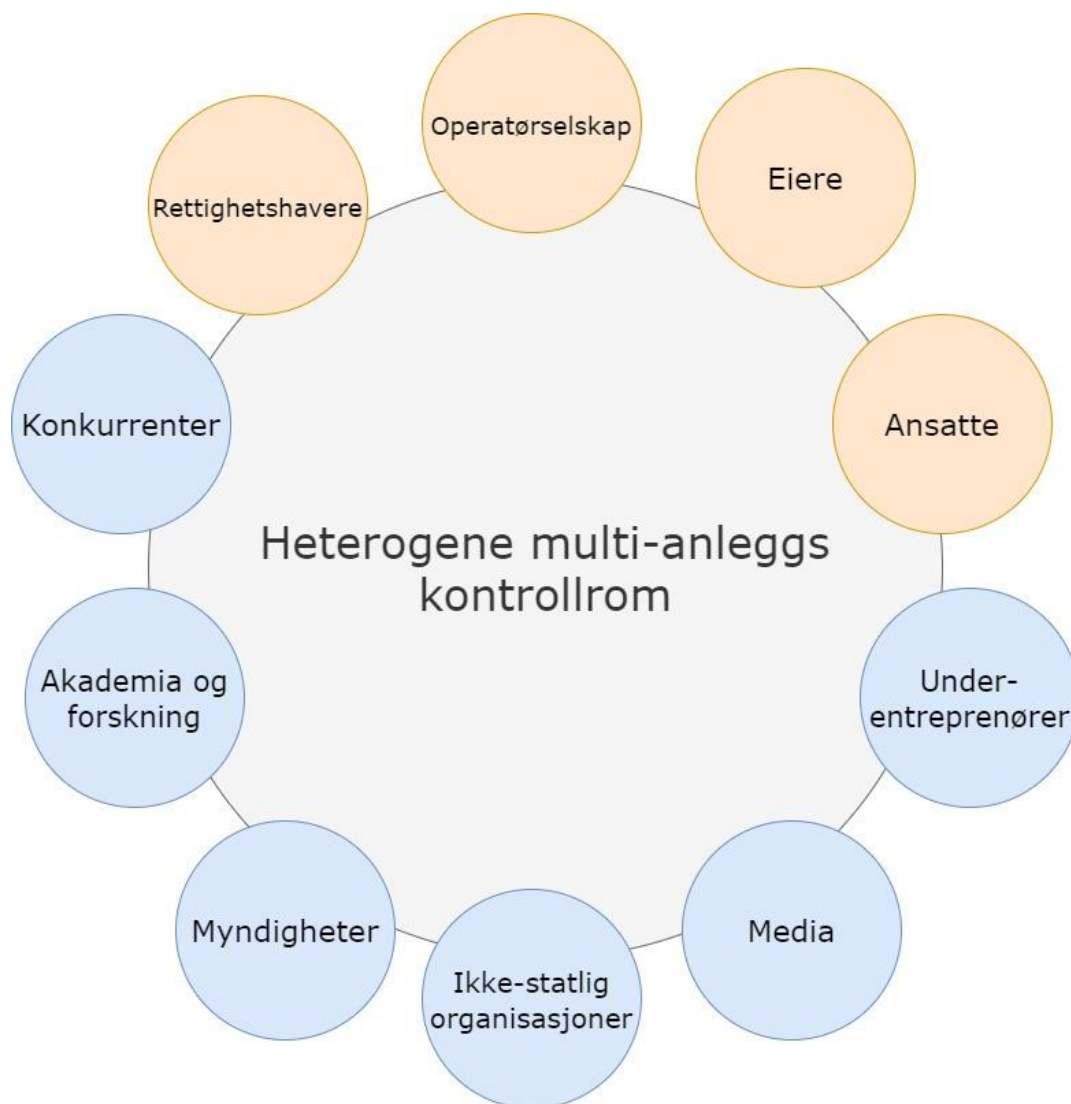 Operatørselskap
Eiere
Rettighetshavere
Ansatte
Konkurrenter
Heterogene multi-anleggs
kontrollrom
Akademia og
forskning
Under-
entreprenører
Myndigheter
Media
Ikke-statlig
organisasjoner